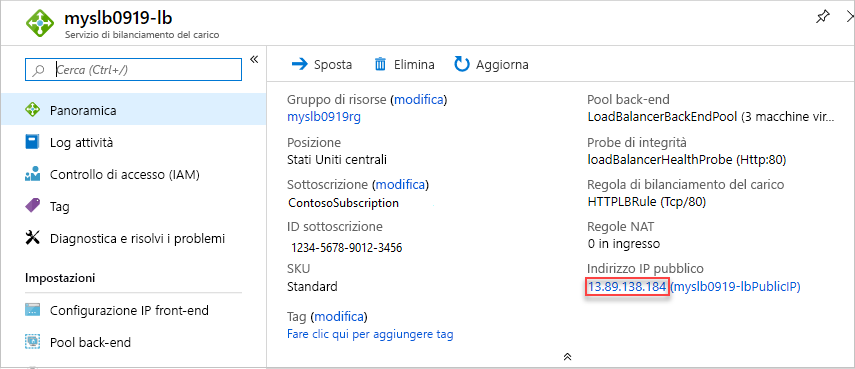 myslb0919-lb
Servizio di bilanciamento del carico
Cerca (Ctrl+/)
Panoramica
Log attività
Controllo di accesso (IAM)
Tag
Diagnostica e risolvi i problemi
Impostazioni
Configurazione IP front-end
Pool back-end
Sposta Elimina Aggiorna
Gruppo di risorse (modifica)
myslb0919rg
Posizione
Stati Uniti centrali
Sottoscrizione (modifica)
ContosoSubscription
ID sottoscrizione
1234-5678-9012-3456
SKU
Standard
Tag (modifica)
Fare clic qui per aggiungere tag
Pool back-end
LoadBalancerBackEndPool (3 macchine vir...
Probe di integrità
loadBalancerHealthProbe (Http:80)
Regola di bilanciamento del carico
HTTPLBRule (Tcp/80)
Regole NAT
0 in ingresso
Indirizzo IP pubblico
13.89.138.184 (myslb0919-lbPublicIP)